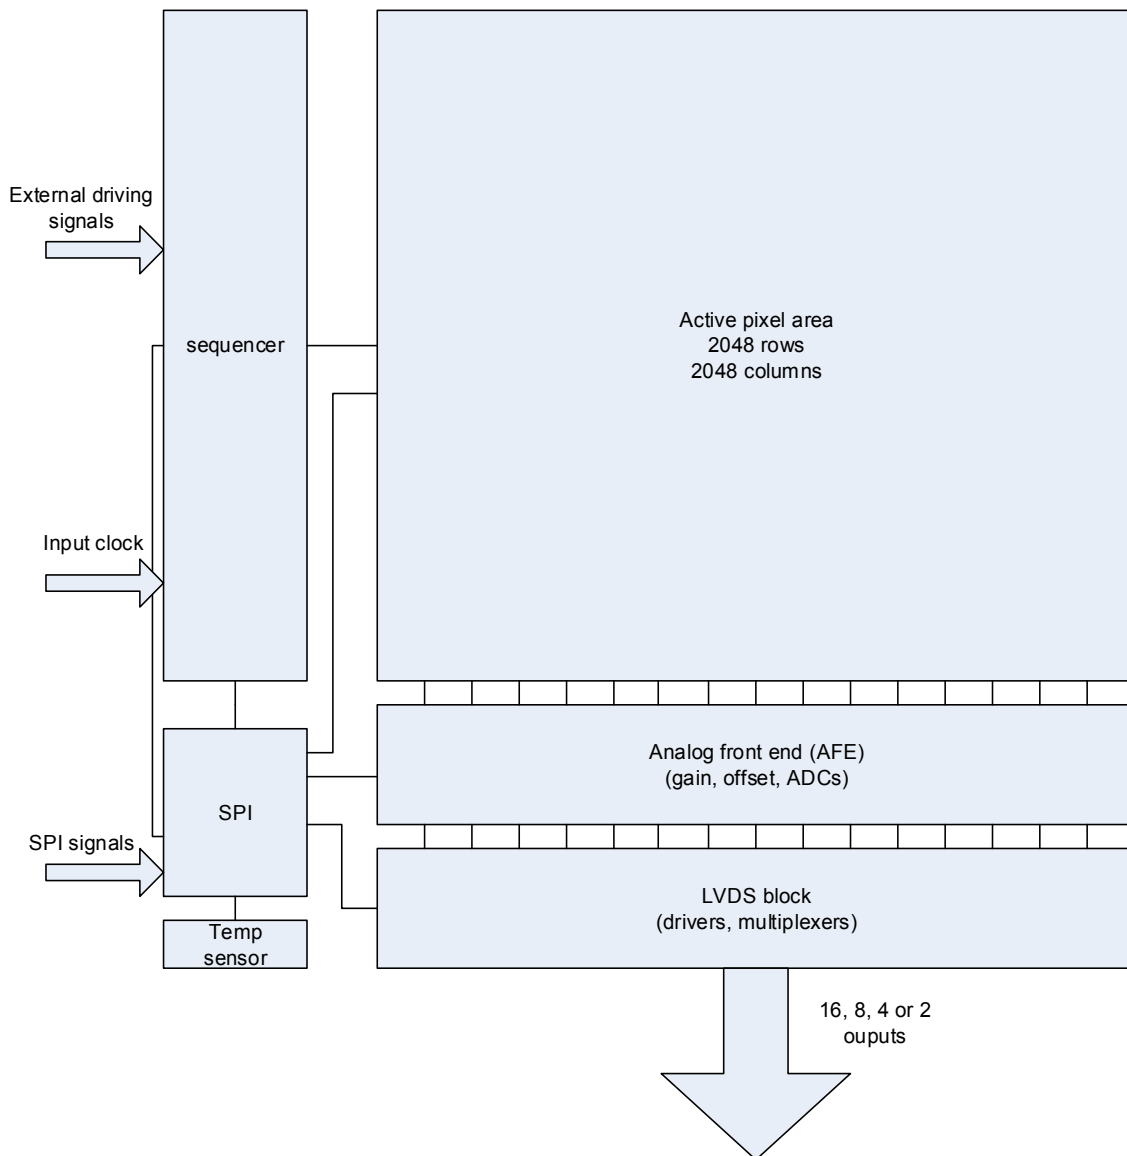 External driving
signals
sequencer
Active pixel area
2048 rows
2048 columns
Input clock
Analog front end (AFE)
(gain, offset, ADCs)
SPI
SPI signals
LVDS block
(drivers, multiplexers)
Temp
sensor
16, 8, 4 or 2
ouputs